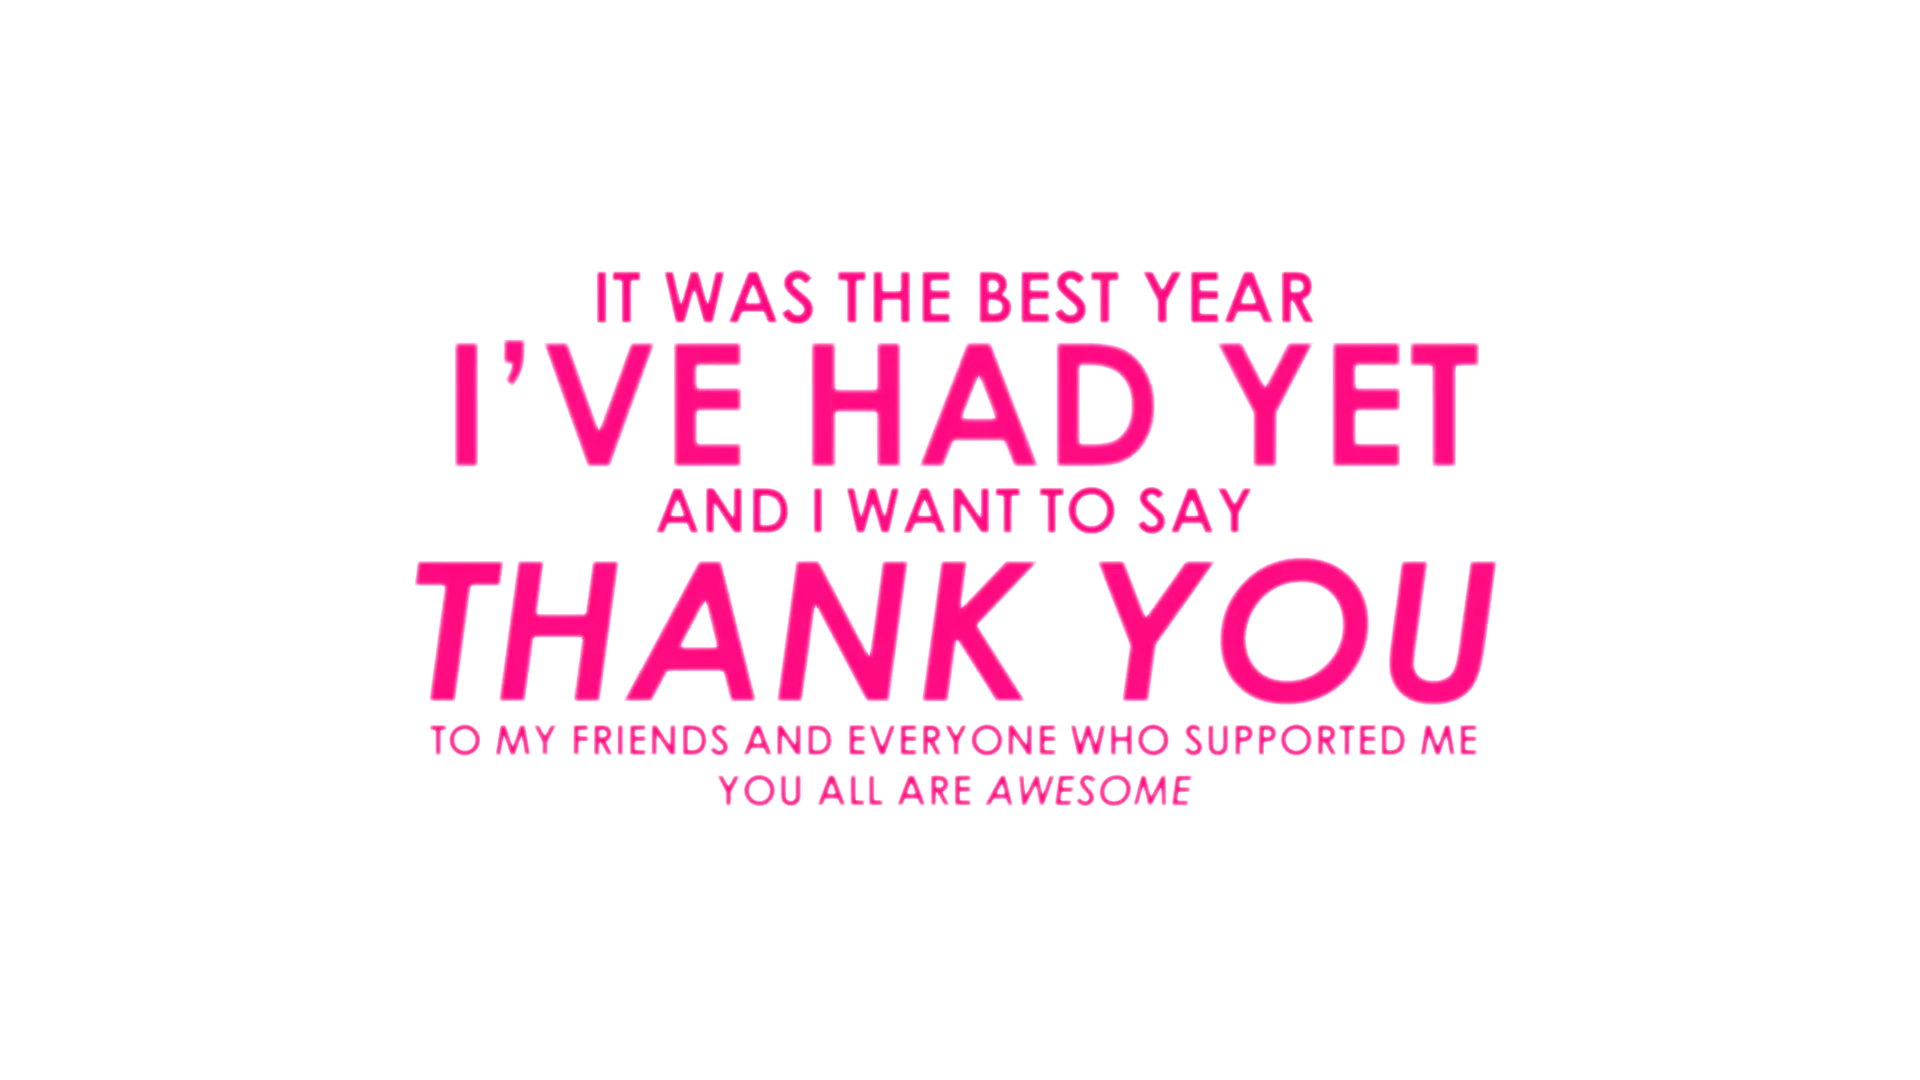 IT WAS THE BEST YEAR
I’VE HAD YET
AND I WANT TO SAY
THANK YOU
TO MY FRIENDS AND EVERYONE WHO SUPPORTED ME
YOU ALL ARE AWESOME